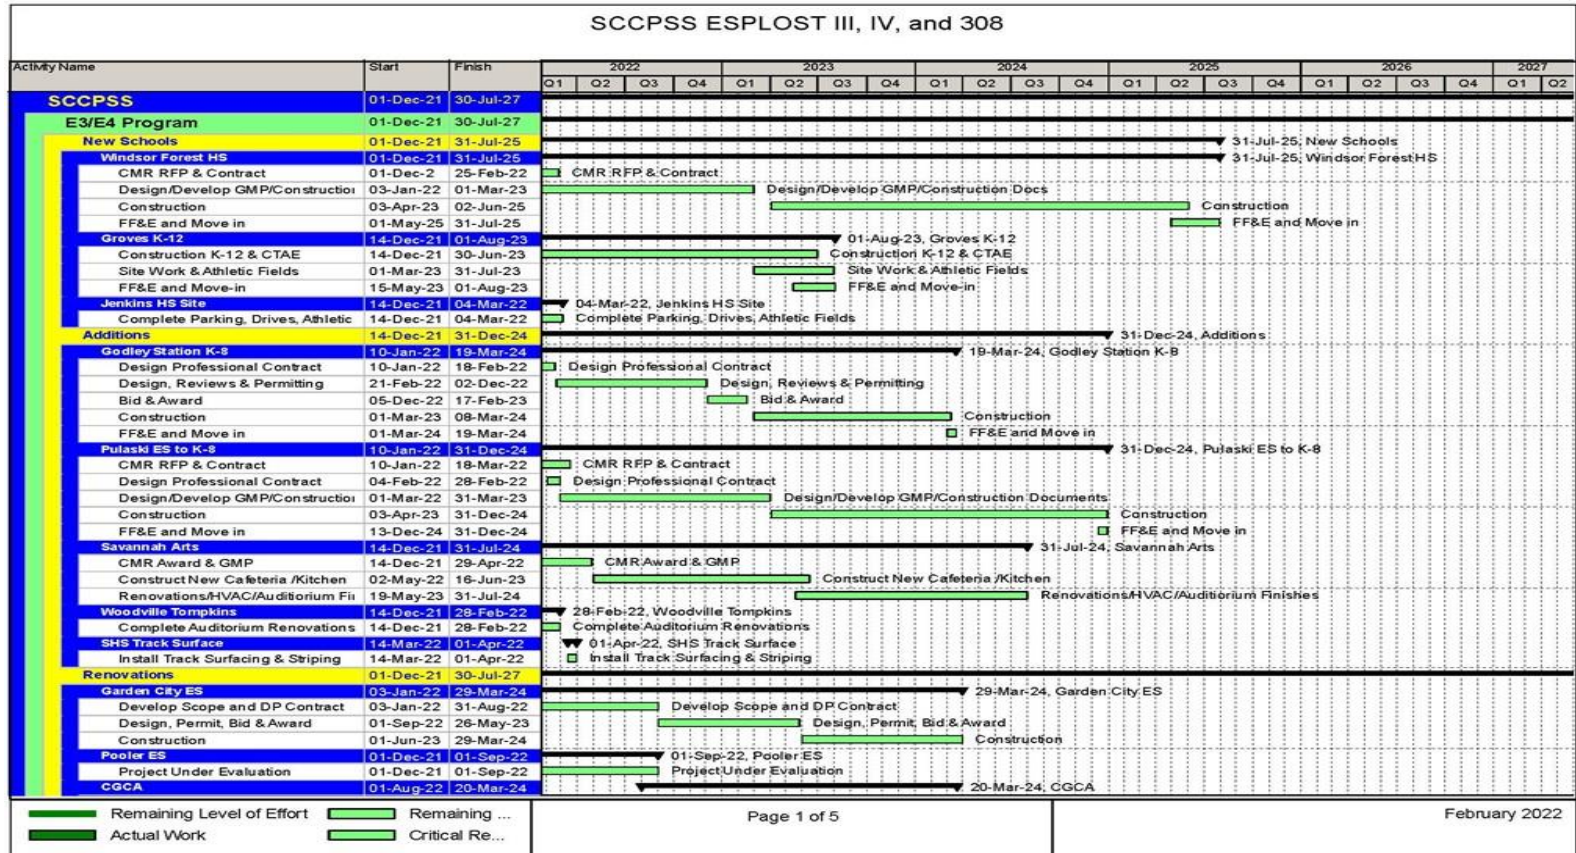 SCCPSS ESPLOST III, IV, and 308
Activity Name Start Finish 2022 2023 2024 2025 2026 2027
Q1 Q2 Q3 Q4 Q1 Q2 Q3 Q4 Q1 Q2 Q3 Q4 Q1 Q2 Q3 Q4 Q1 Q2 Q3 Q4 Q1 Q2
SCCPSS 01-Dec-21 30-Jul-27
E3/E4 Program 01-Dec-21 30-Jul-27
New Schools 01-Dec-21 31-Jul-25 31-Jul-25, New Schools
Windsor Forest HS 01-Dec-21 31-Jul-25 31-Jul-25, Windsor Forest HS
CMR RFP & Contract 01-Dec-2 25-Feb-22 CMR RFP & Contract
Design/Develop GMP/Construction 03-Jan-22 01-Mar-23 Design/Develop GMP/Construction Docs
Construction 03-Apr-23 02-Jun-25 Construction
FF&E and Move in 01-May-25 31-Jul-25 FF&E and Move in
Groves K-12 14-Dec-21 01-Aug-23 01-Aug-23, Groves K-12
Construction K-12 & CTAE 14-Dec-21 30-Jun-23 Construction K-12 & CTAE
Site Work & Athletic Fields 01-Mar-23 31-Jul-23 Site Work & Athletic Fields
FF&E and Move-in 15-May-23 01-Aug-23 FF&E and Move-in
Jenkins HS Site 14-Dec-21 04-Mar-22 04-Mar-22, Jenkins HS Site
Complete Parking, Drives, Athletic 14-Dec-21 04-Mar-22 Complete Parking, Drives, Athletic Fields
Additions 14-Dec-21 31-Dec-24 31-Dec-24, Additions
Godley Station K-8 10-Jan-22 19-Mar-24 19-Mar-24, Godley Station K-8
Design Professional Contract 10-Jan-22 18-Feb-22 Design Professional Contract
Design, Reviews & Permitting 21-Feb-22 02-Dec-22 Design, Reviews & Permitting
Bid & Award 05-Dec-22 17-Feb-23 Bid & Award
Construction 01-Mar-23 08-Mar-24 Construction
FF&E and Move in 01-Mar-24 19-Mar-24 FF&E and Move in
Pulaski ES to K-8 10-Jan-22 31-Dec-24 31-Dec-24, Pulaski ES to K-8
CMR RFP & Contract 10-Jan-22 18-Mar-22 CMR RFP & Contract
Design Professional Contract 04-Feb-22 28-Feb-22 Design Professional Contract
Design/Develop GMP/Construction 01-Mar-22 31-Mar-23 Design/Develop GMP/Construction Documents
Construction 03-Apr-23 31-Dec-24 Construction
FF&E and Move in 13-Dec-24 31-Dec-24 FF&E and Move in
Savannah Arts 14-Dec-21 31-Jul-24 31-Jul-24, Savannah Arts
CMR Award & GMP 14-Dec-21 29-Apr-22 CMR Award & GMP
Construct New Cafeteria /Kitchen 02-May-22 16-Jun-23 Construct New Cafeteria /Kitchen
Renovations/HVAC/Auditorium Fi 19-May-23 31-Jul-24 Renovations/HVAC/Auditiorium Finishes
Woodville Tompkins 14-Dec-21 28-Feb-22 28-Feb-22, Woodville Tompkins
Complete Auditorium Renovations 14-Dec-21 28-Feb-22 Complete Auditorium Renovations
SHS Track Surface 14-Mar-22 01-Apr-22 01-Apr-22, SHS Track Surface
Install Track Surfacing & Striping 14-Mar-22 01-Apr-22 Install Track Surfacing & Striping
Renovations 01-Dec-21 30-Jul-27
Garden City ES 03-Jan-22 29-Mar-24 29-Mar-24, Garden City ES
Develop Scope and DP Contract 03-Jan-22 31-Aug-22 Develop Scope and DP Contract
Design, Permit, Bid & Award 01-Sep-22 26-May-23 Design, Permit, Bid & Award
Construction 01-Jun-23 29-Mar-24 Construction
Pooler ES 01-Dec-21 01-Sep-22 01-Sep-22, Pooler ES
Project Under Evaluation 01-Dec-21 01-Sep-22 Project Under Evaluation
CGCA 01-Aug-22 20-Mar-24 20-Mar-24, CGCA
Remaining Level of Effort Remaining ... Page 1 of 5 February 2022
Actual Work Critical Re...